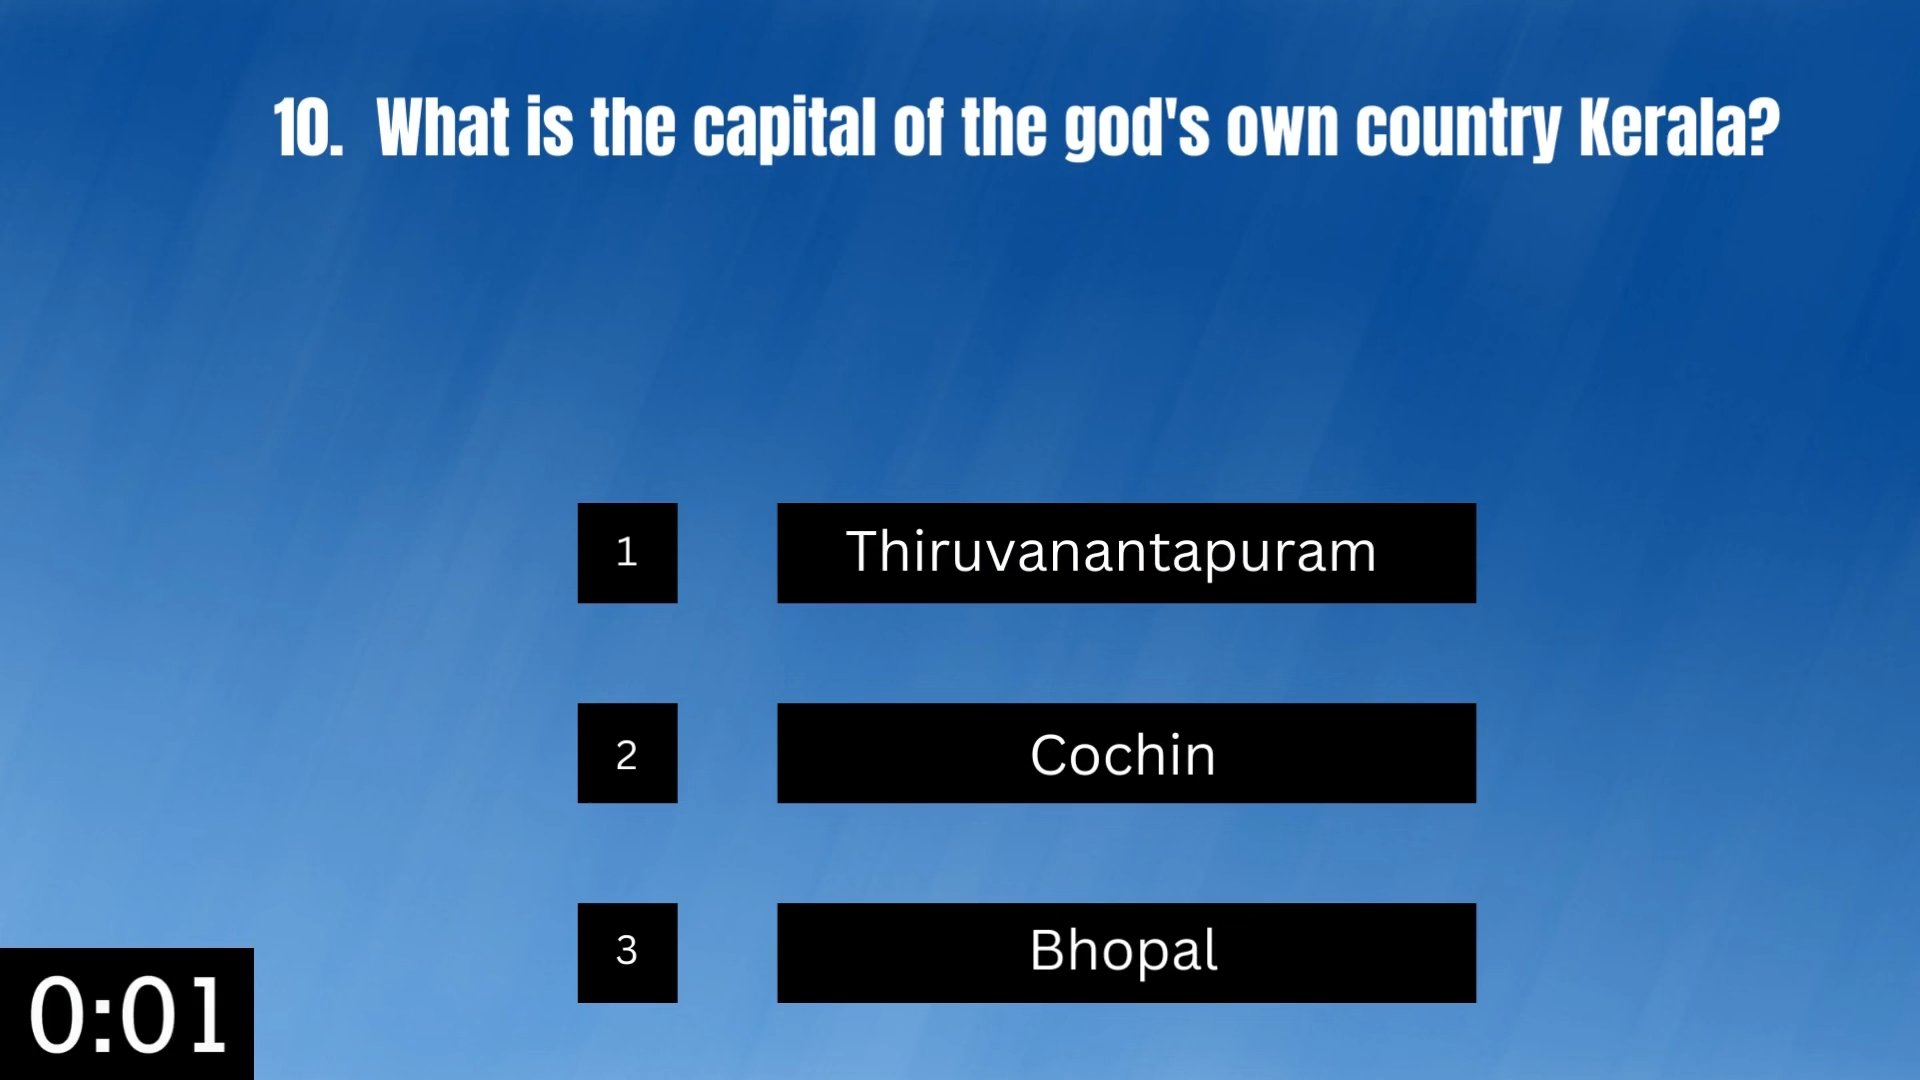 10. What is the capital of the god's own country Kerala?
1 Thiruvanantapuram
2 Cochin
3 Bhopal
0:01